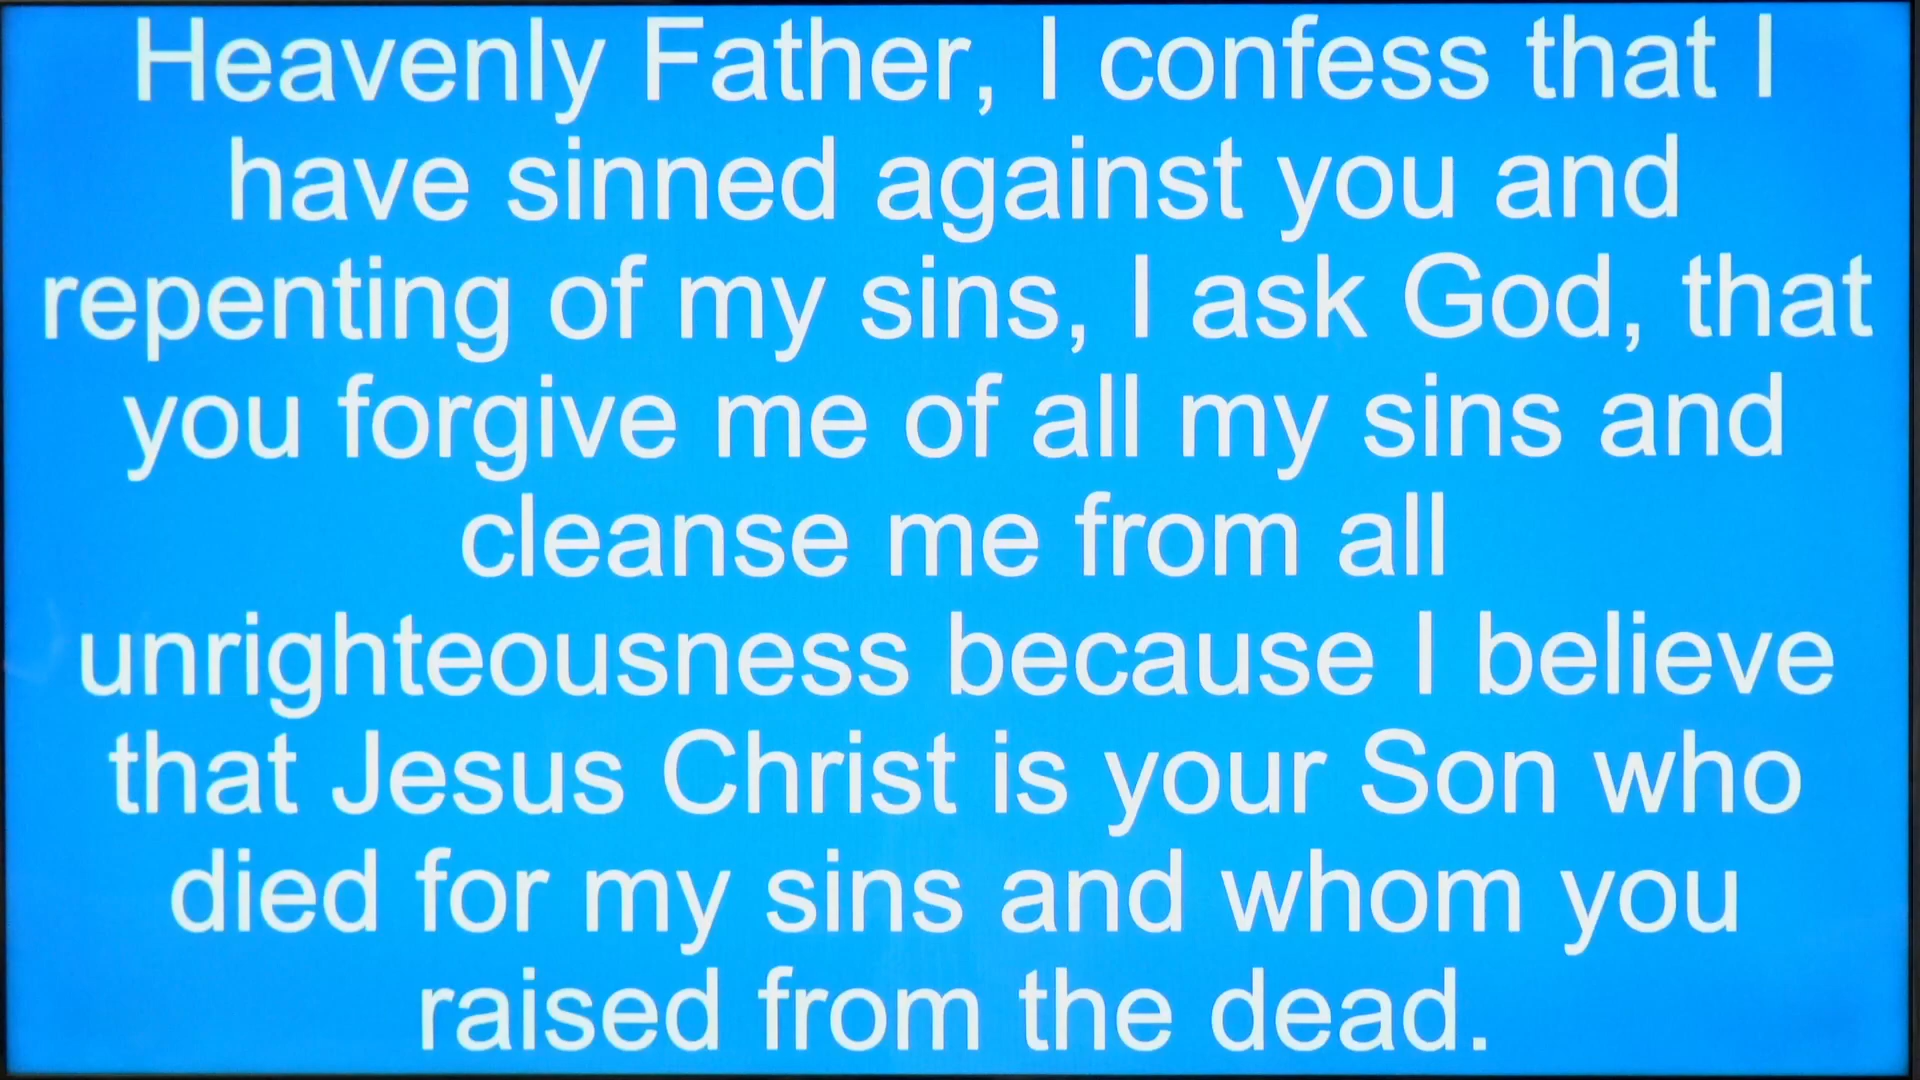 Heavenly Father, I confess that I
have sinned against you and
repenting of my sins, I ask God, that
you forgive me of all my sins and
cleanse me from all
unrighteousness because I believe
that Jesus Christ is your Son who
died for my sins and whom you
raised from the dead.